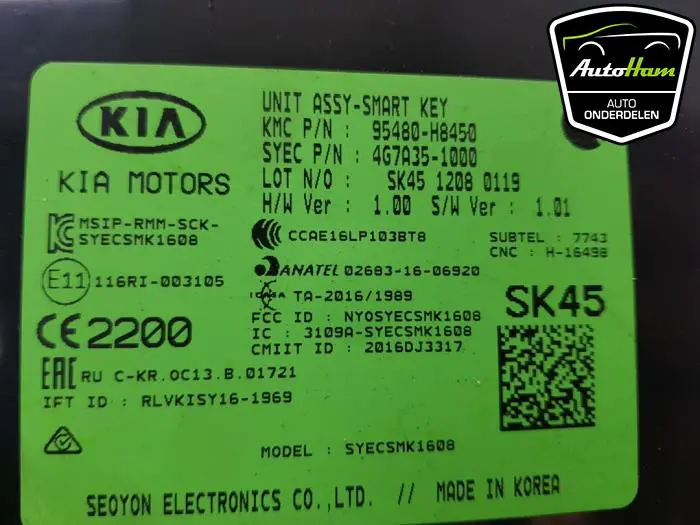 AutoHam
AUTO
ONDERDELEN
KIA
KIA MOTORS
UNIT ASSY-SMART KEY
KMC P/N : 95480-H8450
SYEC P/N : 4G7A35-1000
LOT N/O : SK45 1208 0119
H/W Ver : 1.00 S/W Ver : 1.01
MSIP-RMM-SCK-
SYECSMK1608
CCAE16LP103BT8
SUBTEL : 7743
CNC : H-16498
E11 116RI-003105
ANATEL 02683-16-06920
ICASA TA-2016/1989
SK45
CE2200
FCC ID : NYOSYECSMK1608
IC : 3109A-SYECSMK1608
CMIIT ID : 2016DJ3317
EAC RU C-KR.OC13.B.01721
IFT ID : RLVKISY16-1969
MODEL : SYECSMK1608
SEOYON ELECTRONICS CO.,LTD. // MADE IN KOREA